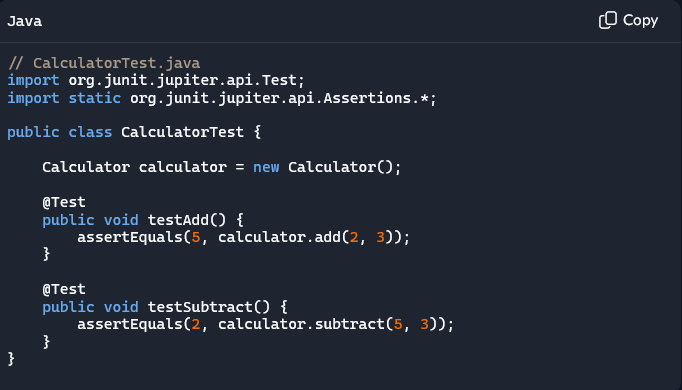 Java
Copy
// CalculatorTest.java
import org.junit.jupiter.api.Test;
import static org.junit.jupiter.api.Assertions.*;
public class CalculatorTest {
Calculator calculator = new Calculator();
@Test
public void testAdd() {
assertEquals(5, calculator.add(2, 3));
}
@Test
public void testSubtract() {
assertEquals(2, calculator.subtract(5, 3));
}
}